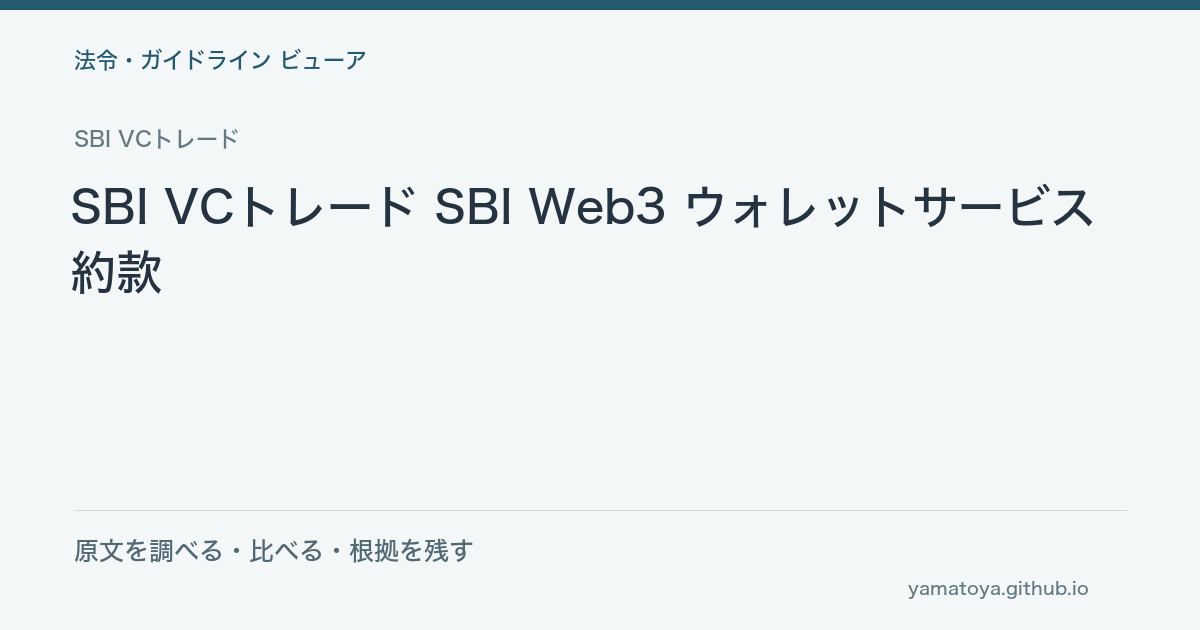 法令・ガイドライン ビューア
SBI VCトレード
SBI VCトレード SBI Web3 ウォレットサービス
約款
原文を調べる・比べる・根拠を残す
yamatoya.github.io